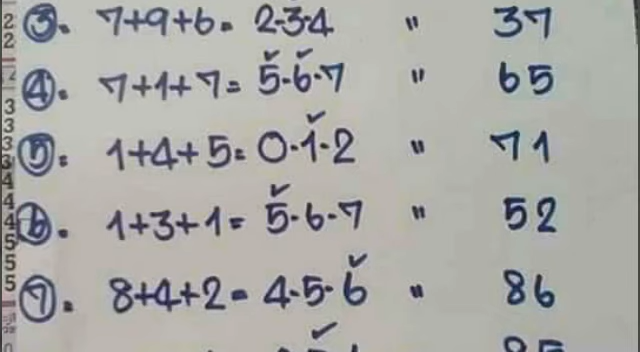 ③. 7+9+6= 2-3-4 " 37
④. 7+1+7= 5-6-7 " 65
⑤. 1+4+5= 0-1-2 " 71
⑥. 1+3+1= 5-6-7 " 52
⑦. 8+4+2= 4-5-6 " 86